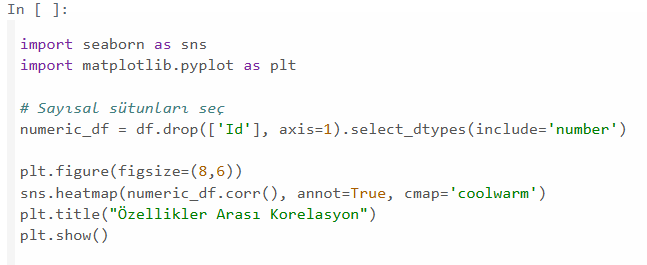 In [ ]:
import seaborn as sns
import matplotlib.pyplot as plt
# Sayısal sütunları seç
numeric_df = df.drop(['Id'], axis=1).select_dtypes(include='number')
plt.figure(figsize=(8,6))
sns.heatmap(numeric_df.corr(), annot=True, cmap='coolwarm')
plt.title("Özellikler Arası Korelasyon")
plt.show()